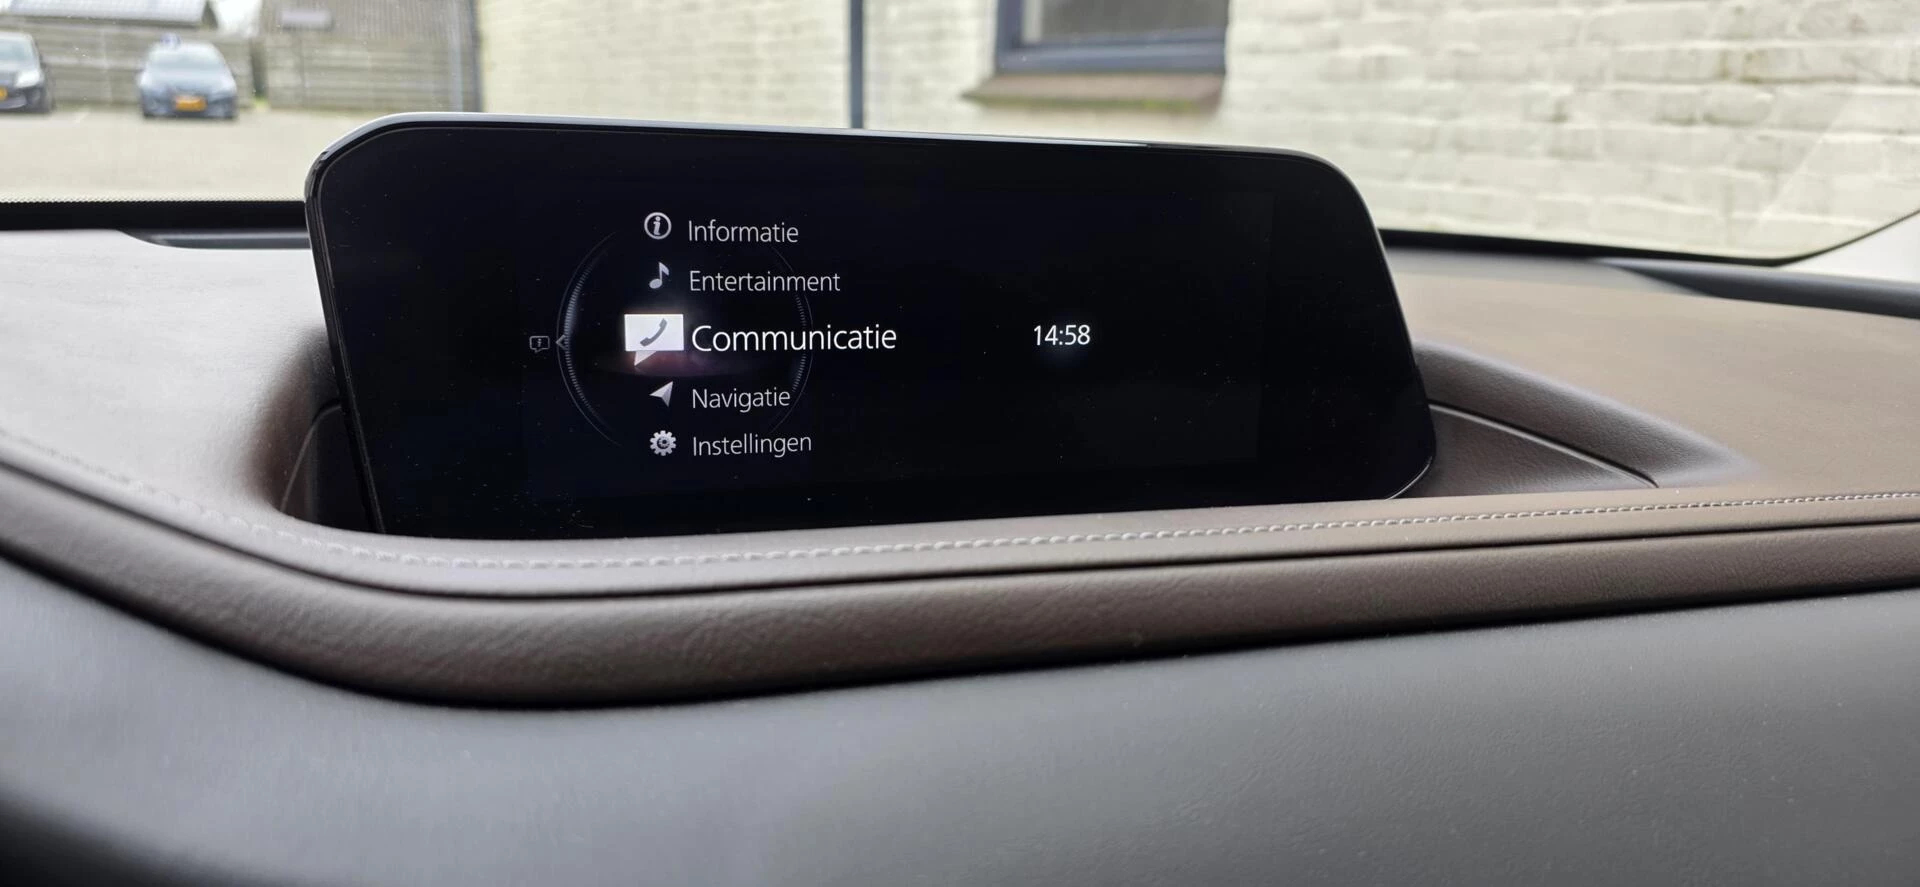 Informatie
Entertainment
Communicatie
14:58
Navigatie
Instellingen